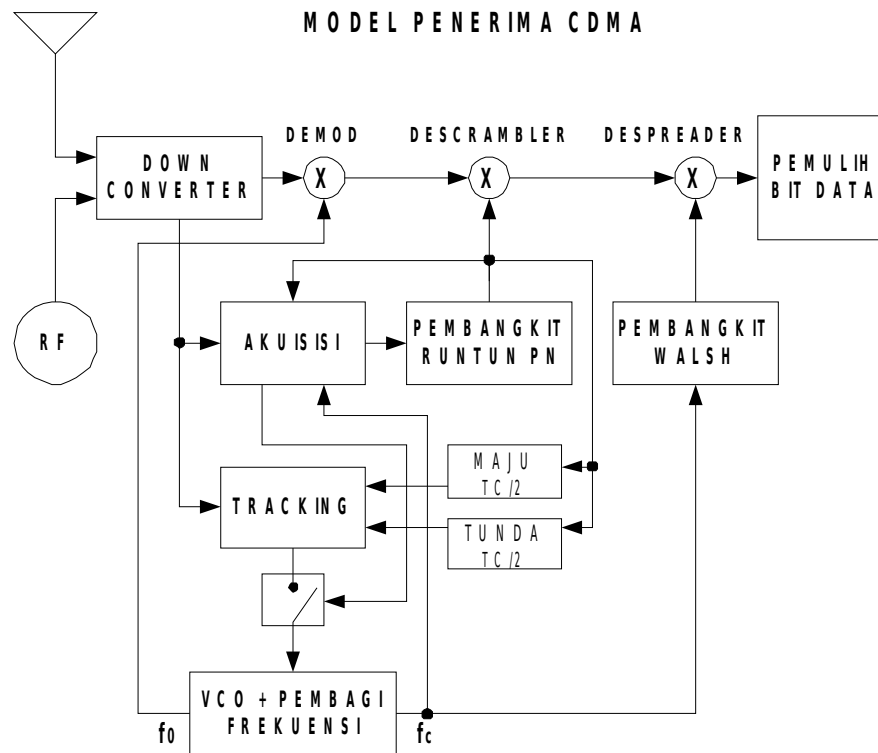 MODEL PENERIMA CDMA
DEMOD
DESCRAMBLER
DESPREADER
DOWN
CONVERTER
X
X
X
PEMULIH
BIT DATA
RF
AKUISISI
PEMBANGKIT
RUNTUN PN
PEMBANGKIT
WALSH
MAJU
TC/2
TRACKING
TUNDA
TC/2
VCO + PEMBAGI
FREKUENSI
f0
fc